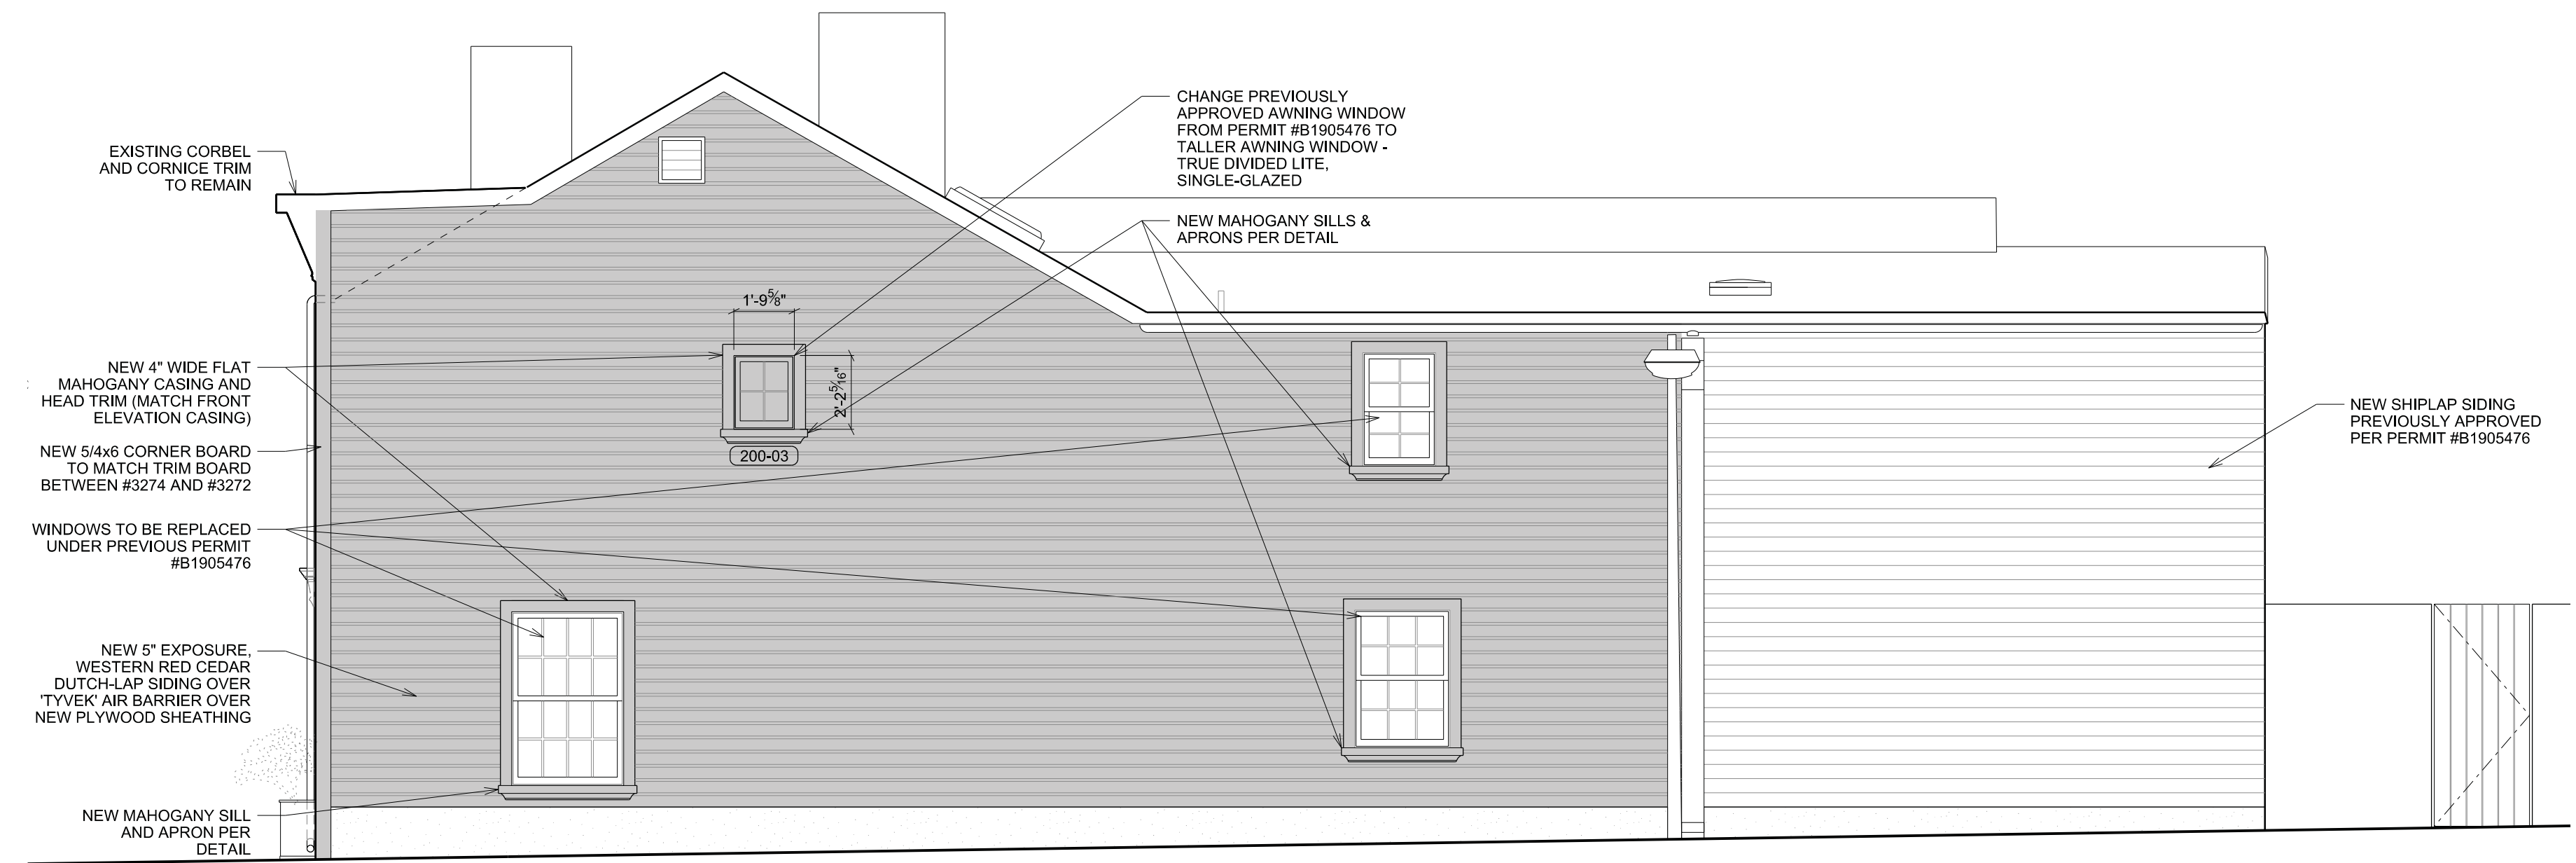 EXISTING CORBEL
AND CORNICE TRIM
TO REMAIN
CHANGE PREVIOUSLY
APPROVED AWNING WINDOW
FROM PERMIT #B1905476 TO
TALLER AWNING WINDOW -
TRUE DIVIDED LITE,
SINGLE-GLAZED
NEW MAHOGANY SILLS &
APRONS PER DETAIL
1'-9⅝"
2'-2⁵⁄₁₆"
200-03
NEW 4" WIDE FLAT
MAHOGANY CASING AND
HEAD TRIM (MATCH FRONT
ELEVATION CASING)
NEW 5/4x6 CORNER BOARD
TO MATCH TRIM BOARD
BETWEEN #3274 AND #3272
WINDOWS TO BE REPLACED
UNDER PREVIOUS PERMIT
#B1905476
NEW 5" EXPOSURE,
WESTERN RED CEDAR
DUTCH-LAP SIDING OVER
'TYVEK' AIR BARRIER OVER
NEW PLYWOOD SHEATHING
NEW MAHOGANY SILL
AND APRON PER
DETAIL
NEW SHIPLAP SIDING
PREVIOUSLY APPROVED
PER PERMIT #B1905476